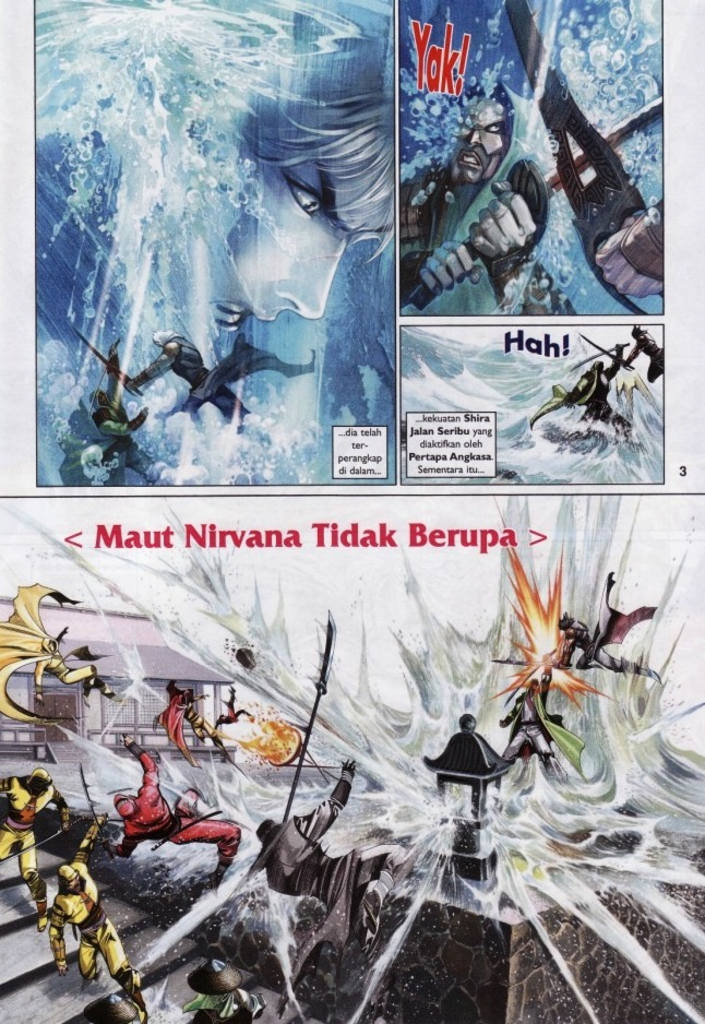 Yak!
...dia telah
ter-
perangkap
di dalam...
Hah!
...kekuatan Shira
Jalan Seribu yang
diaktifkan oleh
Pertapa Angkasa.
Sementara itu...
3
< Maut Nirvana Tidak Berupa >